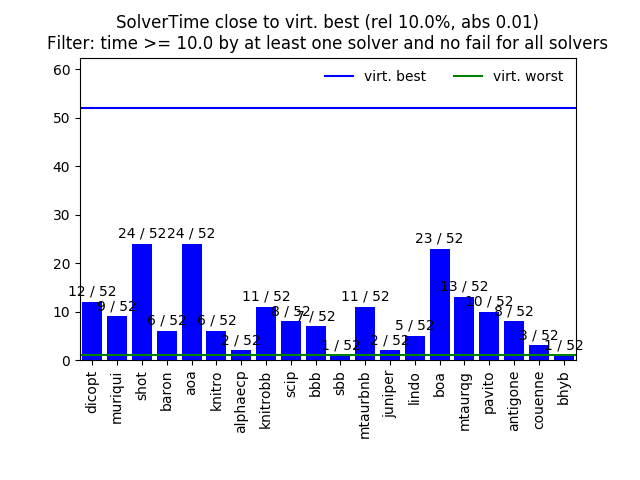 SolverTime close to virt. best (rel 10.0%, abs 0.01)
Filter: time >= 10.0 by at least one solver and no fail for all solvers
virt. best
virt. worst
60
50
40
30
20
10
0
12 / 52
9 / 52
24 / 52
6 / 52
24 / 52
6 / 52
2 / 52
11 / 52
8 / 52
7 / 52
1 / 52
11 / 52
2 / 52
5 / 52
23 / 52
13 / 52
10 / 52
8 / 52
3 / 52
1 / 52
dicopt
muriqui
shot
baron
aoa
knitro
alphaecp
knitrobb
scip
bbb
sbb
mtaurbnb
juniper
lindo
boa
mtaurqg
pavito
antigone
couenne
bhyb